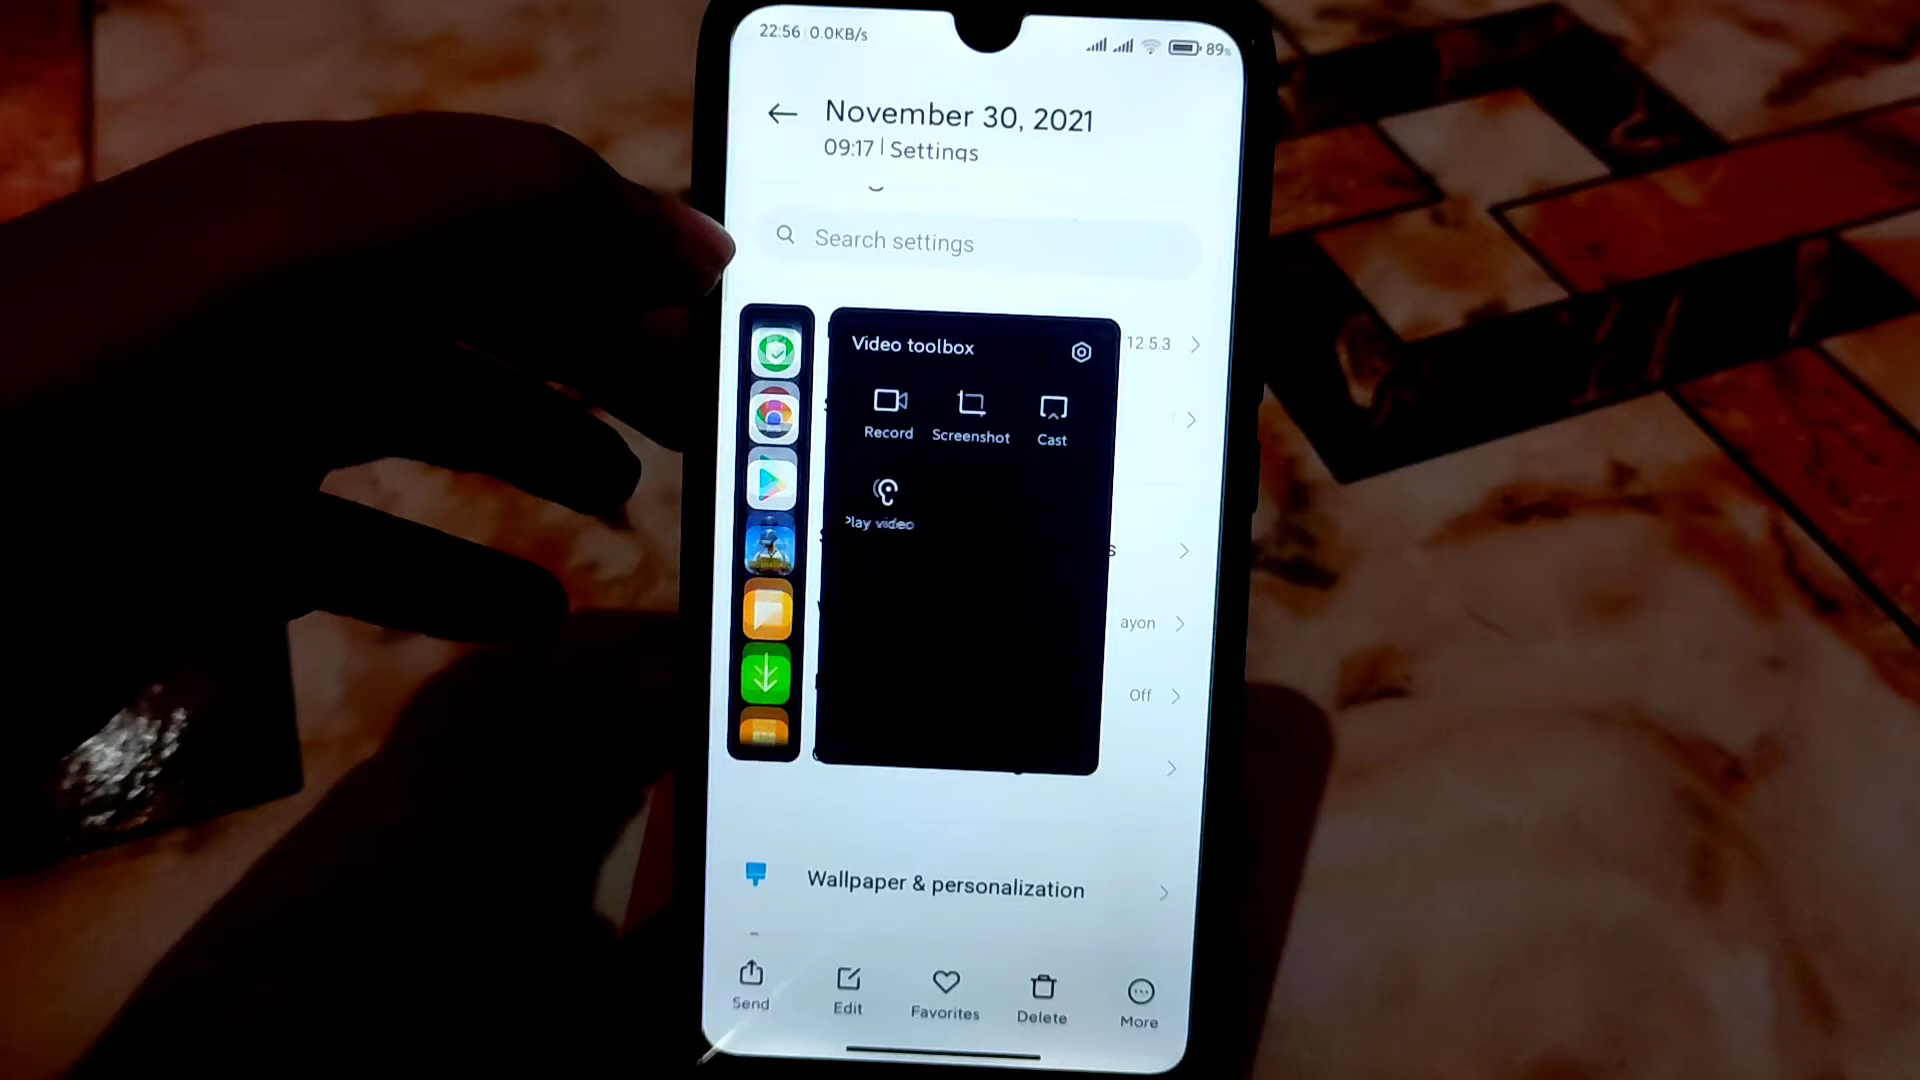 22:56 0.0KB/s
89%
November 30, 2021
09:17 | Settings
Search settings
Video toolbox
12.5.3
Record Screenshot Cast
Play video
s
ayon
Off
Wallpaper & personalization
Send Edit Favorites Delete More